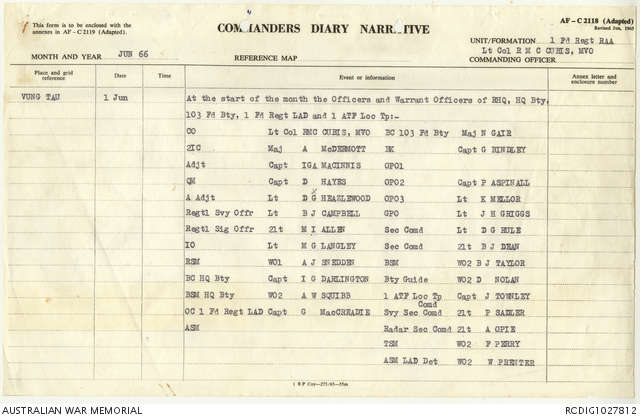 This form is to be enclosed with the
annexes in AF - C 2119 (Adapted).
COMMANDERS DIARY NARRATIVE
AF - C 2118 (Adapted)
Revised Jun, 1965
UNIT/FORMATION 1 Fd Regt RAA
Lt Col R M C CUBIS, MVO
MONTH AND YEAR JUN 66 REFERENCE MAP COMMANDING OFFICER
Place and grid reference Date Time Event or information Annex letter and enclosure number
VUNG TAU 1 Jun At the start of the month the Officers and Warrant Officers of RHQ, HQ Bty,
103 Fd Bty, 1 Fd Regt LAD and 1 ATF Loc Tp:-
CO Lt Col RMC CUBIS, MVO BC 103 Fd Bty Maj N GAIR
2IC Maj A McDERMOTT BK Capt G BINDLEY
Adjt Capt IGA MACINNIS GPO1
QM Capt D HAYES GPO2 Capt P ASPINALL
A Adjt Lt D G HEAZLEWOOD GPO3 Lt K MELLOR
Regtl Svy Offr Lt B J CAMPBELL GPO Lt J H GRIGGS
Regtl Sig Offr 2lt M I ALLEN Sec Comd Lt D G HULE
IO Lt M G LANGLEY Sec Comd 2lt B J DEAN
RSM WO1 A J SNEDDEN BSM WO2 B J TAYLOR
BC HQ Bty Capt I G DARLINGTON Bty Guide WO2 D NOLAN
BSM HQ Bty WO2 A W SQUIBB 1 ATF Loc Tp Comd Capt J TOWNLEY
OC 1 Fd Regt LAD Capt G MacCREADIE Svy Sec Comd 2lt P SADLER
ASM Radar Sec Comd 2lt A OPIE
TSM WO2 F PERRY
ASM LAD Det WO2 W PRENTER
AUSTRALIAN WAR MEMORIAL RCDIG1027812